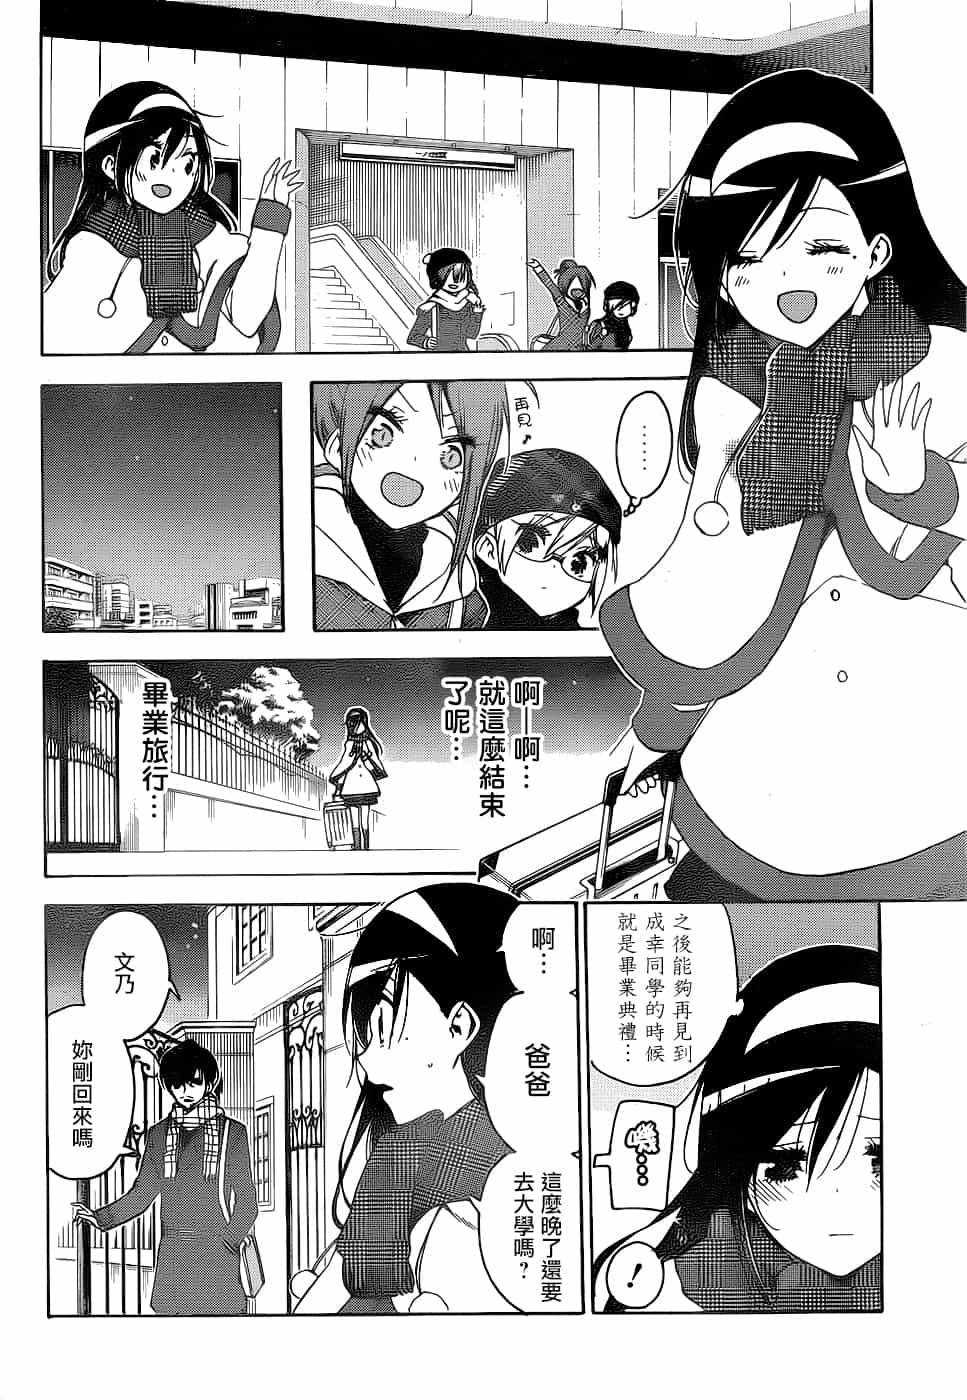 再見♪
………
啊─啊…
就這麼結束
了呢…
畢業旅行…
之後能夠再見到
成幸同學的時候
就是畢業典禮…
嘰…
！
啊…
爸爸
這麼晚了還要
去大學嗎？
文乃
妳剛回來嗎